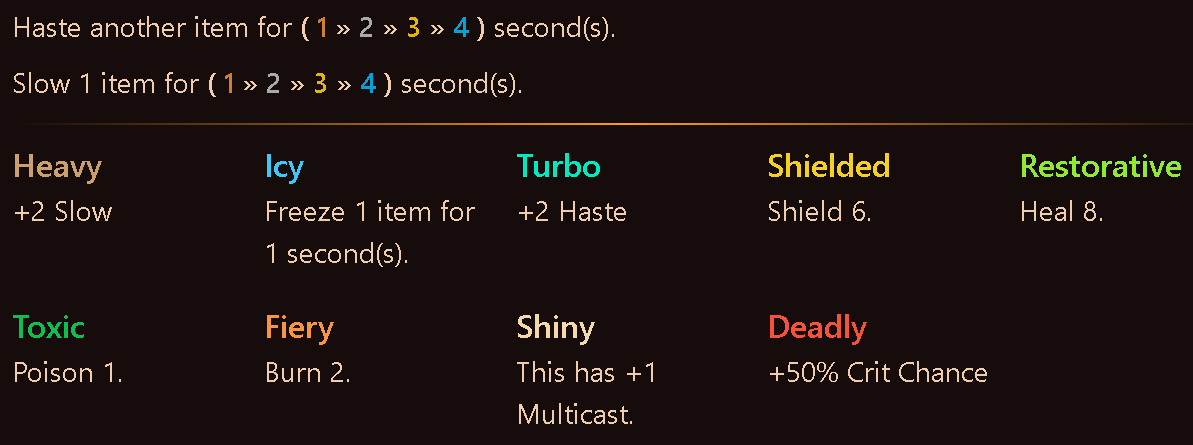 Haste another item for ( 1 » 2 » 3 » 4 ) second(s).
Slow 1 item for ( 1 » 2 » 3 » 4 ) second(s).
Heavy
+2 Slow
Icy
Freeze 1 item for
1 second(s).
Turbo
+2 Haste
Shielded
Shield 6.
Restorative
Heal 8.
Toxic
Poison 1.
Fiery
Burn 2.
Shiny
This has +1
Multicast.
Deadly
+50% Crit Chance